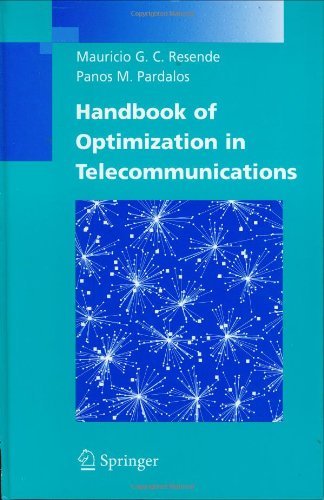 Mauricio G. C. Resende
Panos M. Pardalos
Handbook of
Optimization in
Telecommunications
Springer